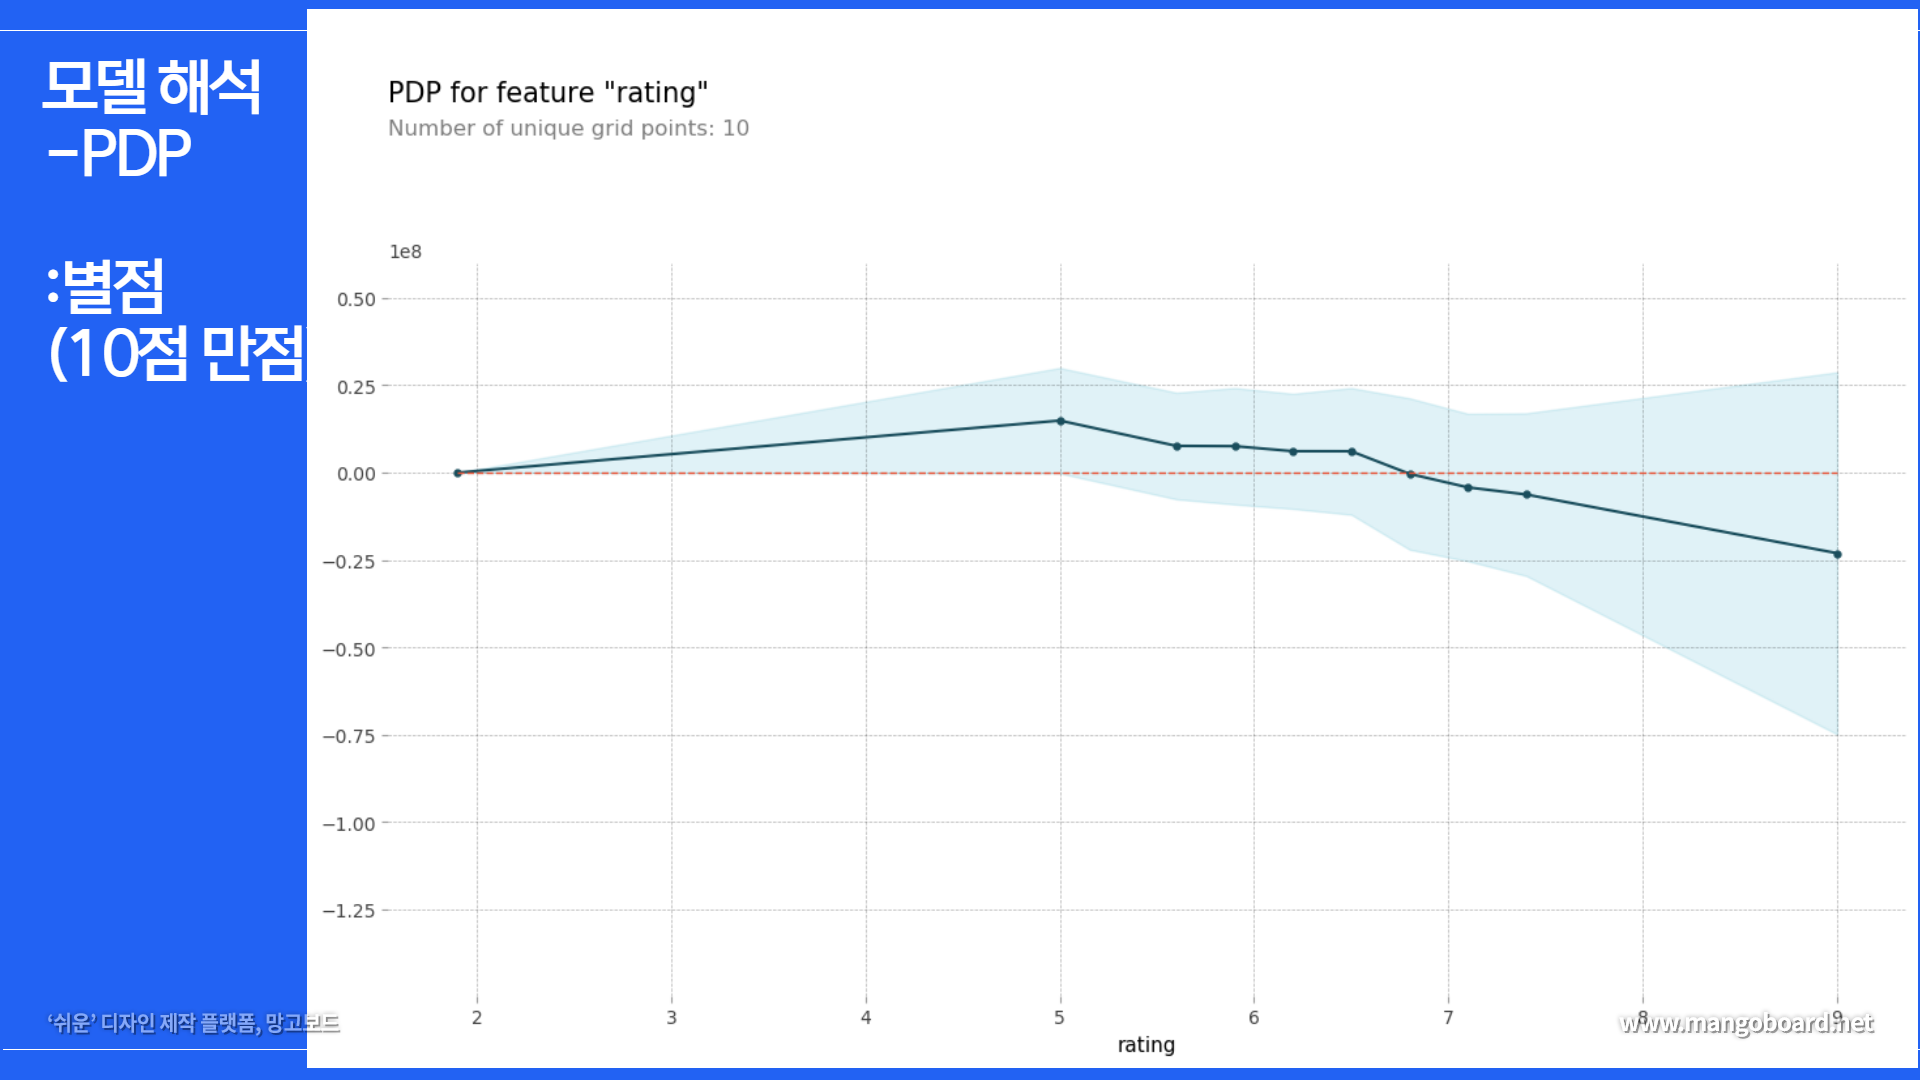 모델 해석
-PDP
:별점
(10점 만점)
PDP for feature "rating"
Number of unique grid points: 10
1e8
0.50
0.25
0.00
−0.25
−0.50
−0.75
−1.00
−1.25
2 3 4 5 6 7 8 9
rating
‘쉬운’ 디자인 제작 플랫폼, 망고보드
www.mangoboard.net